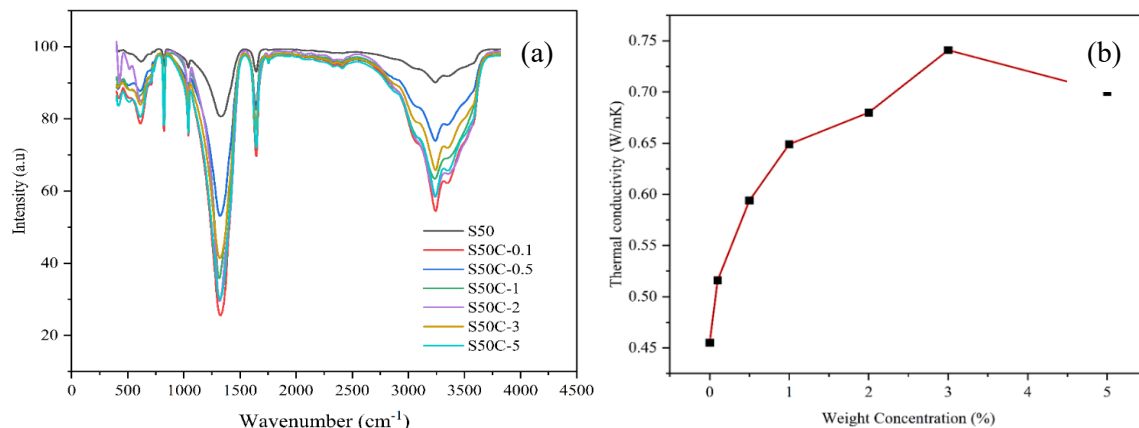 (a)
100
80
60
40
20
Intensity (a.u)
S50
S50C-0.1
S50C-0.5
S50C-1
S50C-2
S50C-3
S50C-5
0 500 1000 1500 2000 2500 3000 3500 4000 4500
Wavenumber (cm⁻¹)
(b)
0.75
0.70
0.65
0.60
0.55
0.50
0.45
Thermal conductivity (W/mK)
0 1 2 3 4 5
Weight Concentration (%)